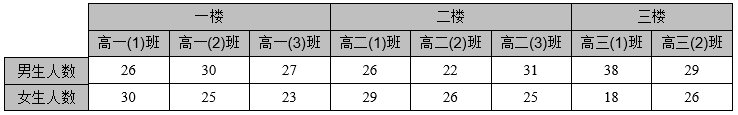 一楼 二楼 三楼
高一(1)班 高一(2)班 高一(3)班 高二(1)班 高二(2)班 高二(3)班 高三(1)班 高三(2)班
男生人数 26 30 27 26 22 31 38 29
女生人数 30 25 23 29 26 25 18 26